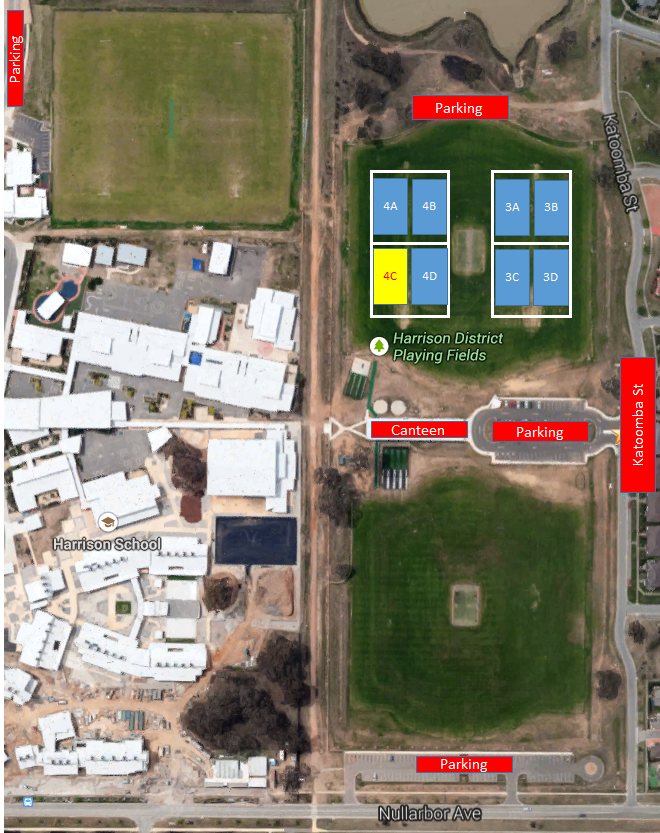 Parking
Parking
Katoomba St
4A
4B
3A
3B
4C
4D
3C
3D
Harrison District
Playing Fields
Katoomba St
Canteen
Parking
Harrison School
Parking
Nullarbor Ave